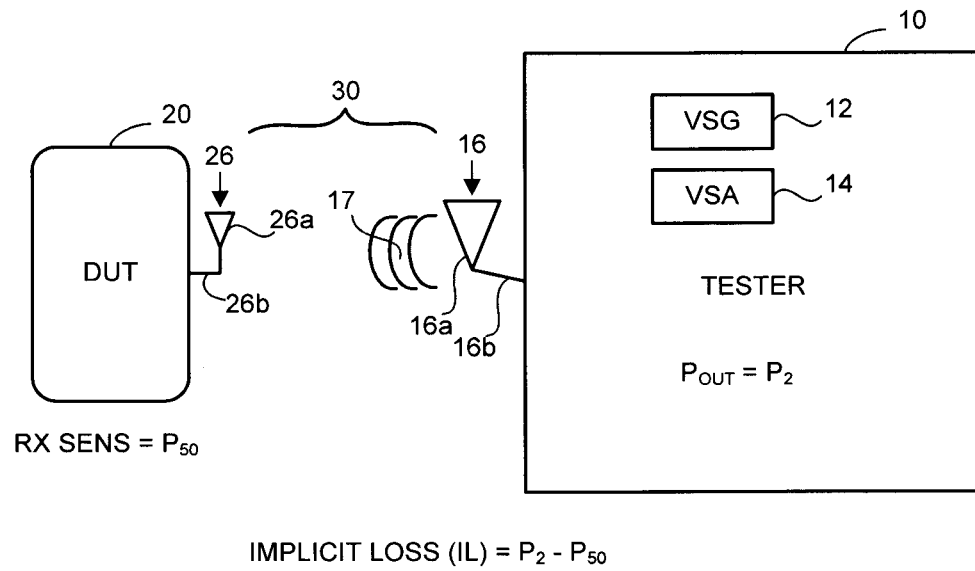 10
30
20
VSG
12
26
16
VSA
14
17
26a
DUT
TESTER
26b
16a
16b
P_OUT = P_2
RX SENS = P_50
IMPLICIT LOSS (IL) = P_2 - P_50